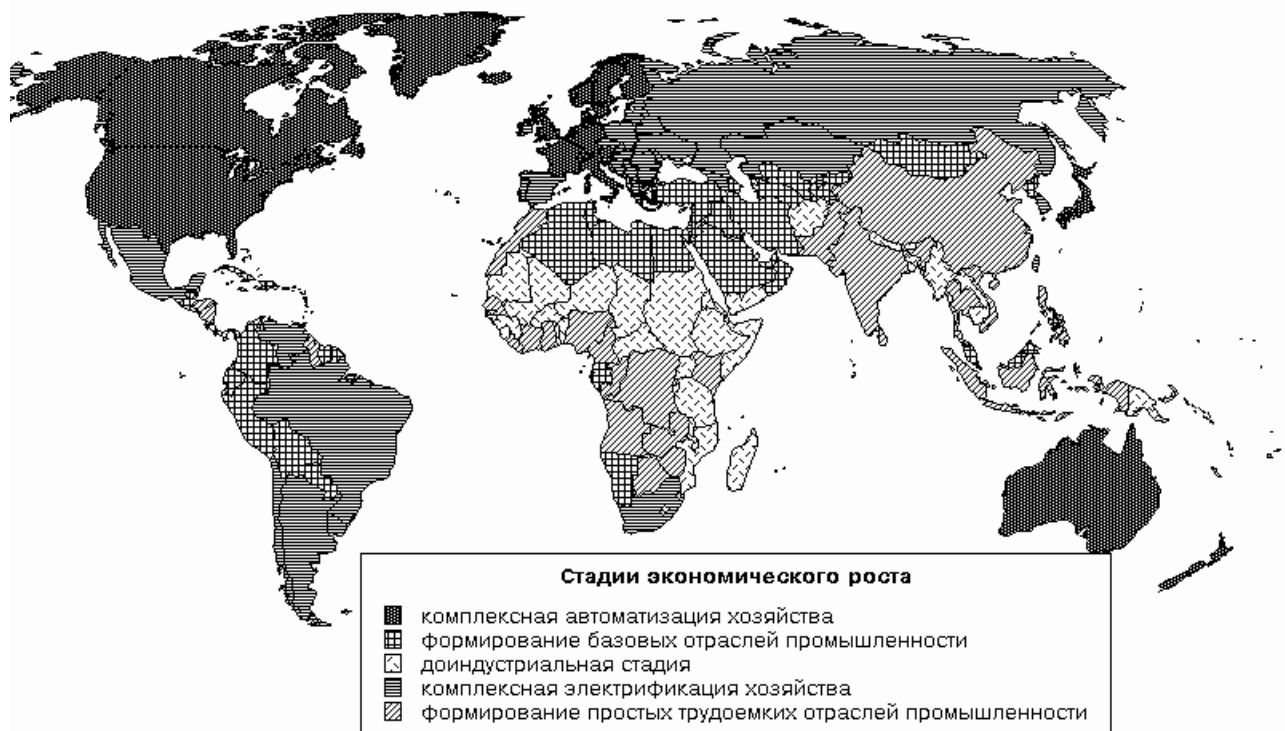 Стадии экономического роста
комплексная автоматизация хозяйства
формирование базовых отраслей промышленности
доиндустриальная стадия
комплексная электрификация хозяйства
формирование простых трудоемких отраслей промышленности